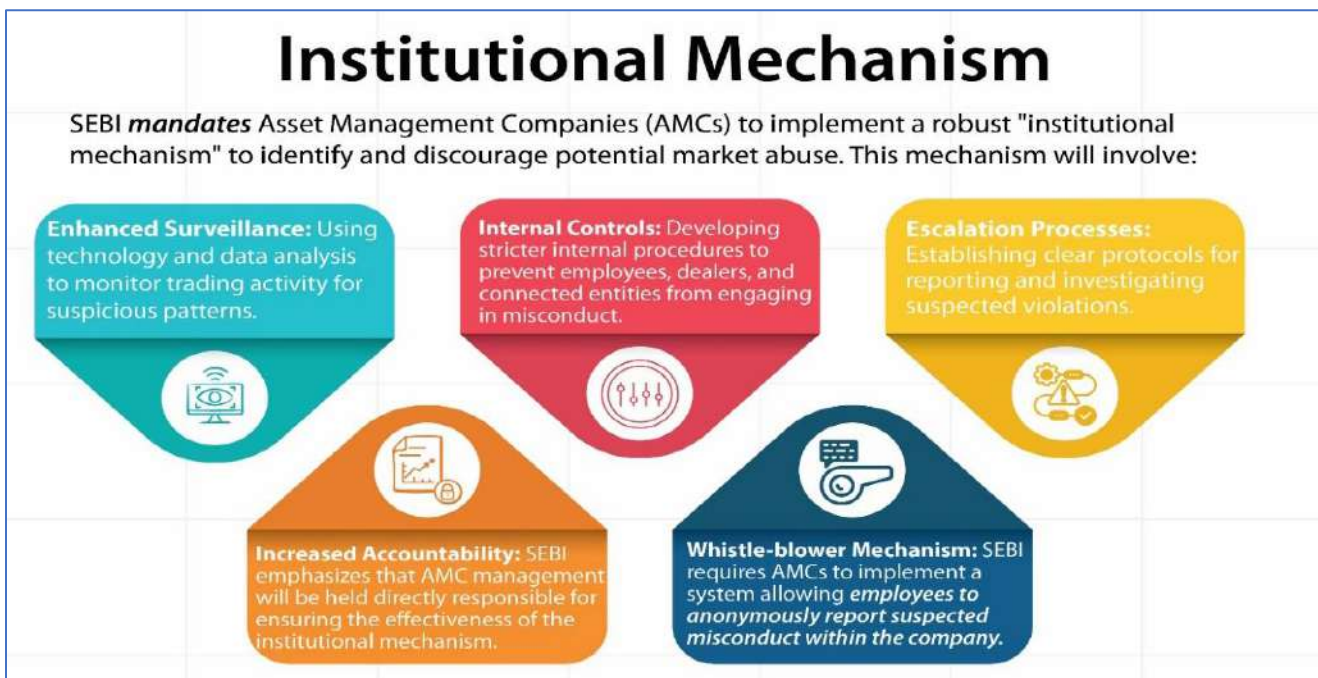 Institutional Mechanism
SEBI mandates Asset Management Companies (AMCs) to implement a robust "institutional
mechanism" to identify and discourage potential market abuse. This mechanism will involve:
Enhanced Surveillance: Using
technology and data analysis
to monitor trading activity for
suspicious patterns.
Internal Controls: Developing
stricter internal procedures to
prevent employees, dealers, and
connected entities from engaging
in misconduct.
Escalation Processes:
Establishing clear protocols for
reporting and investigating
suspected violations.
Increased Accountability: SEBI
emphasizes that AMC management
will be held directly responsible for
ensuring the effectiveness of the
institutional mechanism.
Whistle-blower Mechanism: SEBI
requires AMCs to implement a
system allowing employees to
anonymously report suspected
misconduct within the company.